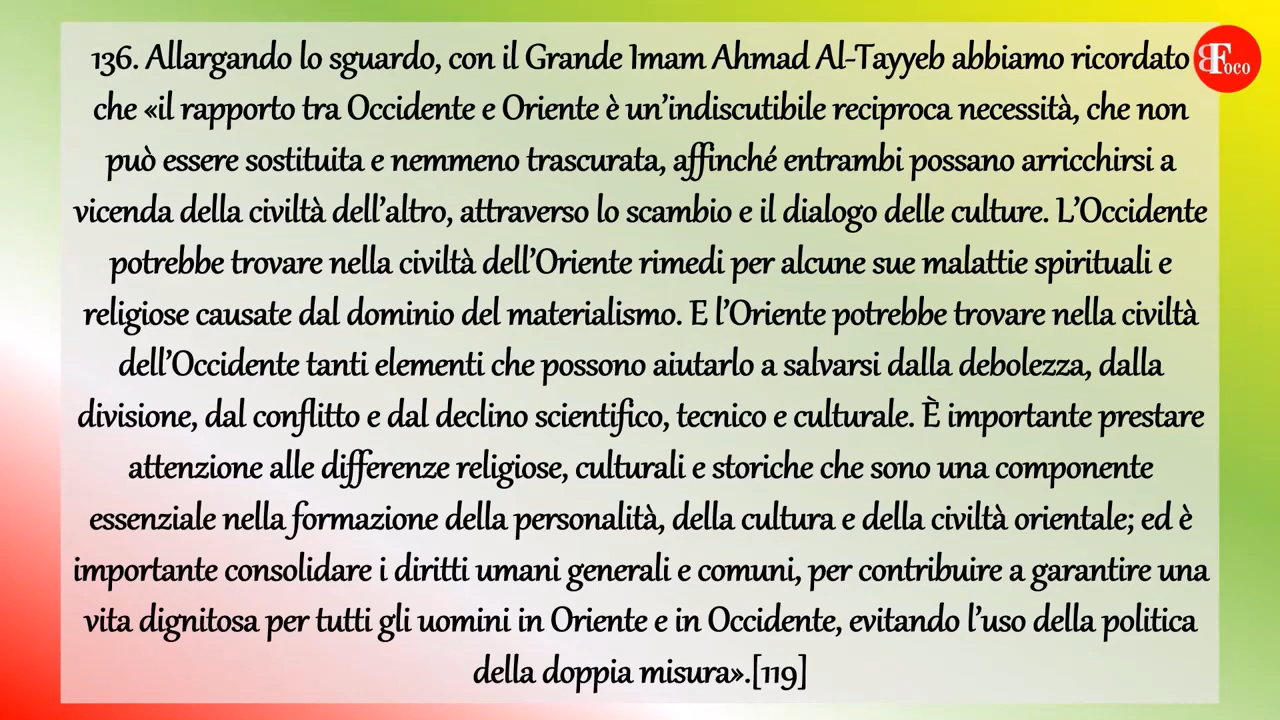 136. Allargando lo sguardo, con il Grande Imam Ahmad Al-Tayyeb abbiamo ricordato
che «il rapporto tra Occidente e Oriente è un’indiscutibile reciproca necessità, che non
può essere sostituita e nemmeno trascurata, affinché entrambi possano arricchirsi a
vicenda della civiltà dell’altro, attraverso lo scambio e il dialogo delle culture. L’Occidente
potrebbe trovare nella civiltà dell’Oriente rimedi per alcune sue malattie spirituali e
religiose causate dal dominio del materialismo. E l’Oriente potrebbe trovare nella civiltà
dell’Occidente tanti elementi che possono aiutarlo a salvarsi dalla debolezza, dalla
divisione, dal conflitto e dal declino scientifico, tecnico e culturale. È importante prestare
attenzione alle differenze religiose, culturali e storiche che sono una componente
essenziale nella formazione della personalità, della cultura e della civiltà orientale; ed è
importante consolidare i diritti umani generali e comuni, per contribuire a garantire una
vita dignitosa per tutti gli uomini in Oriente e in Occidente, evitando l’uso della politica
della doppia misura».[119]
BFoco